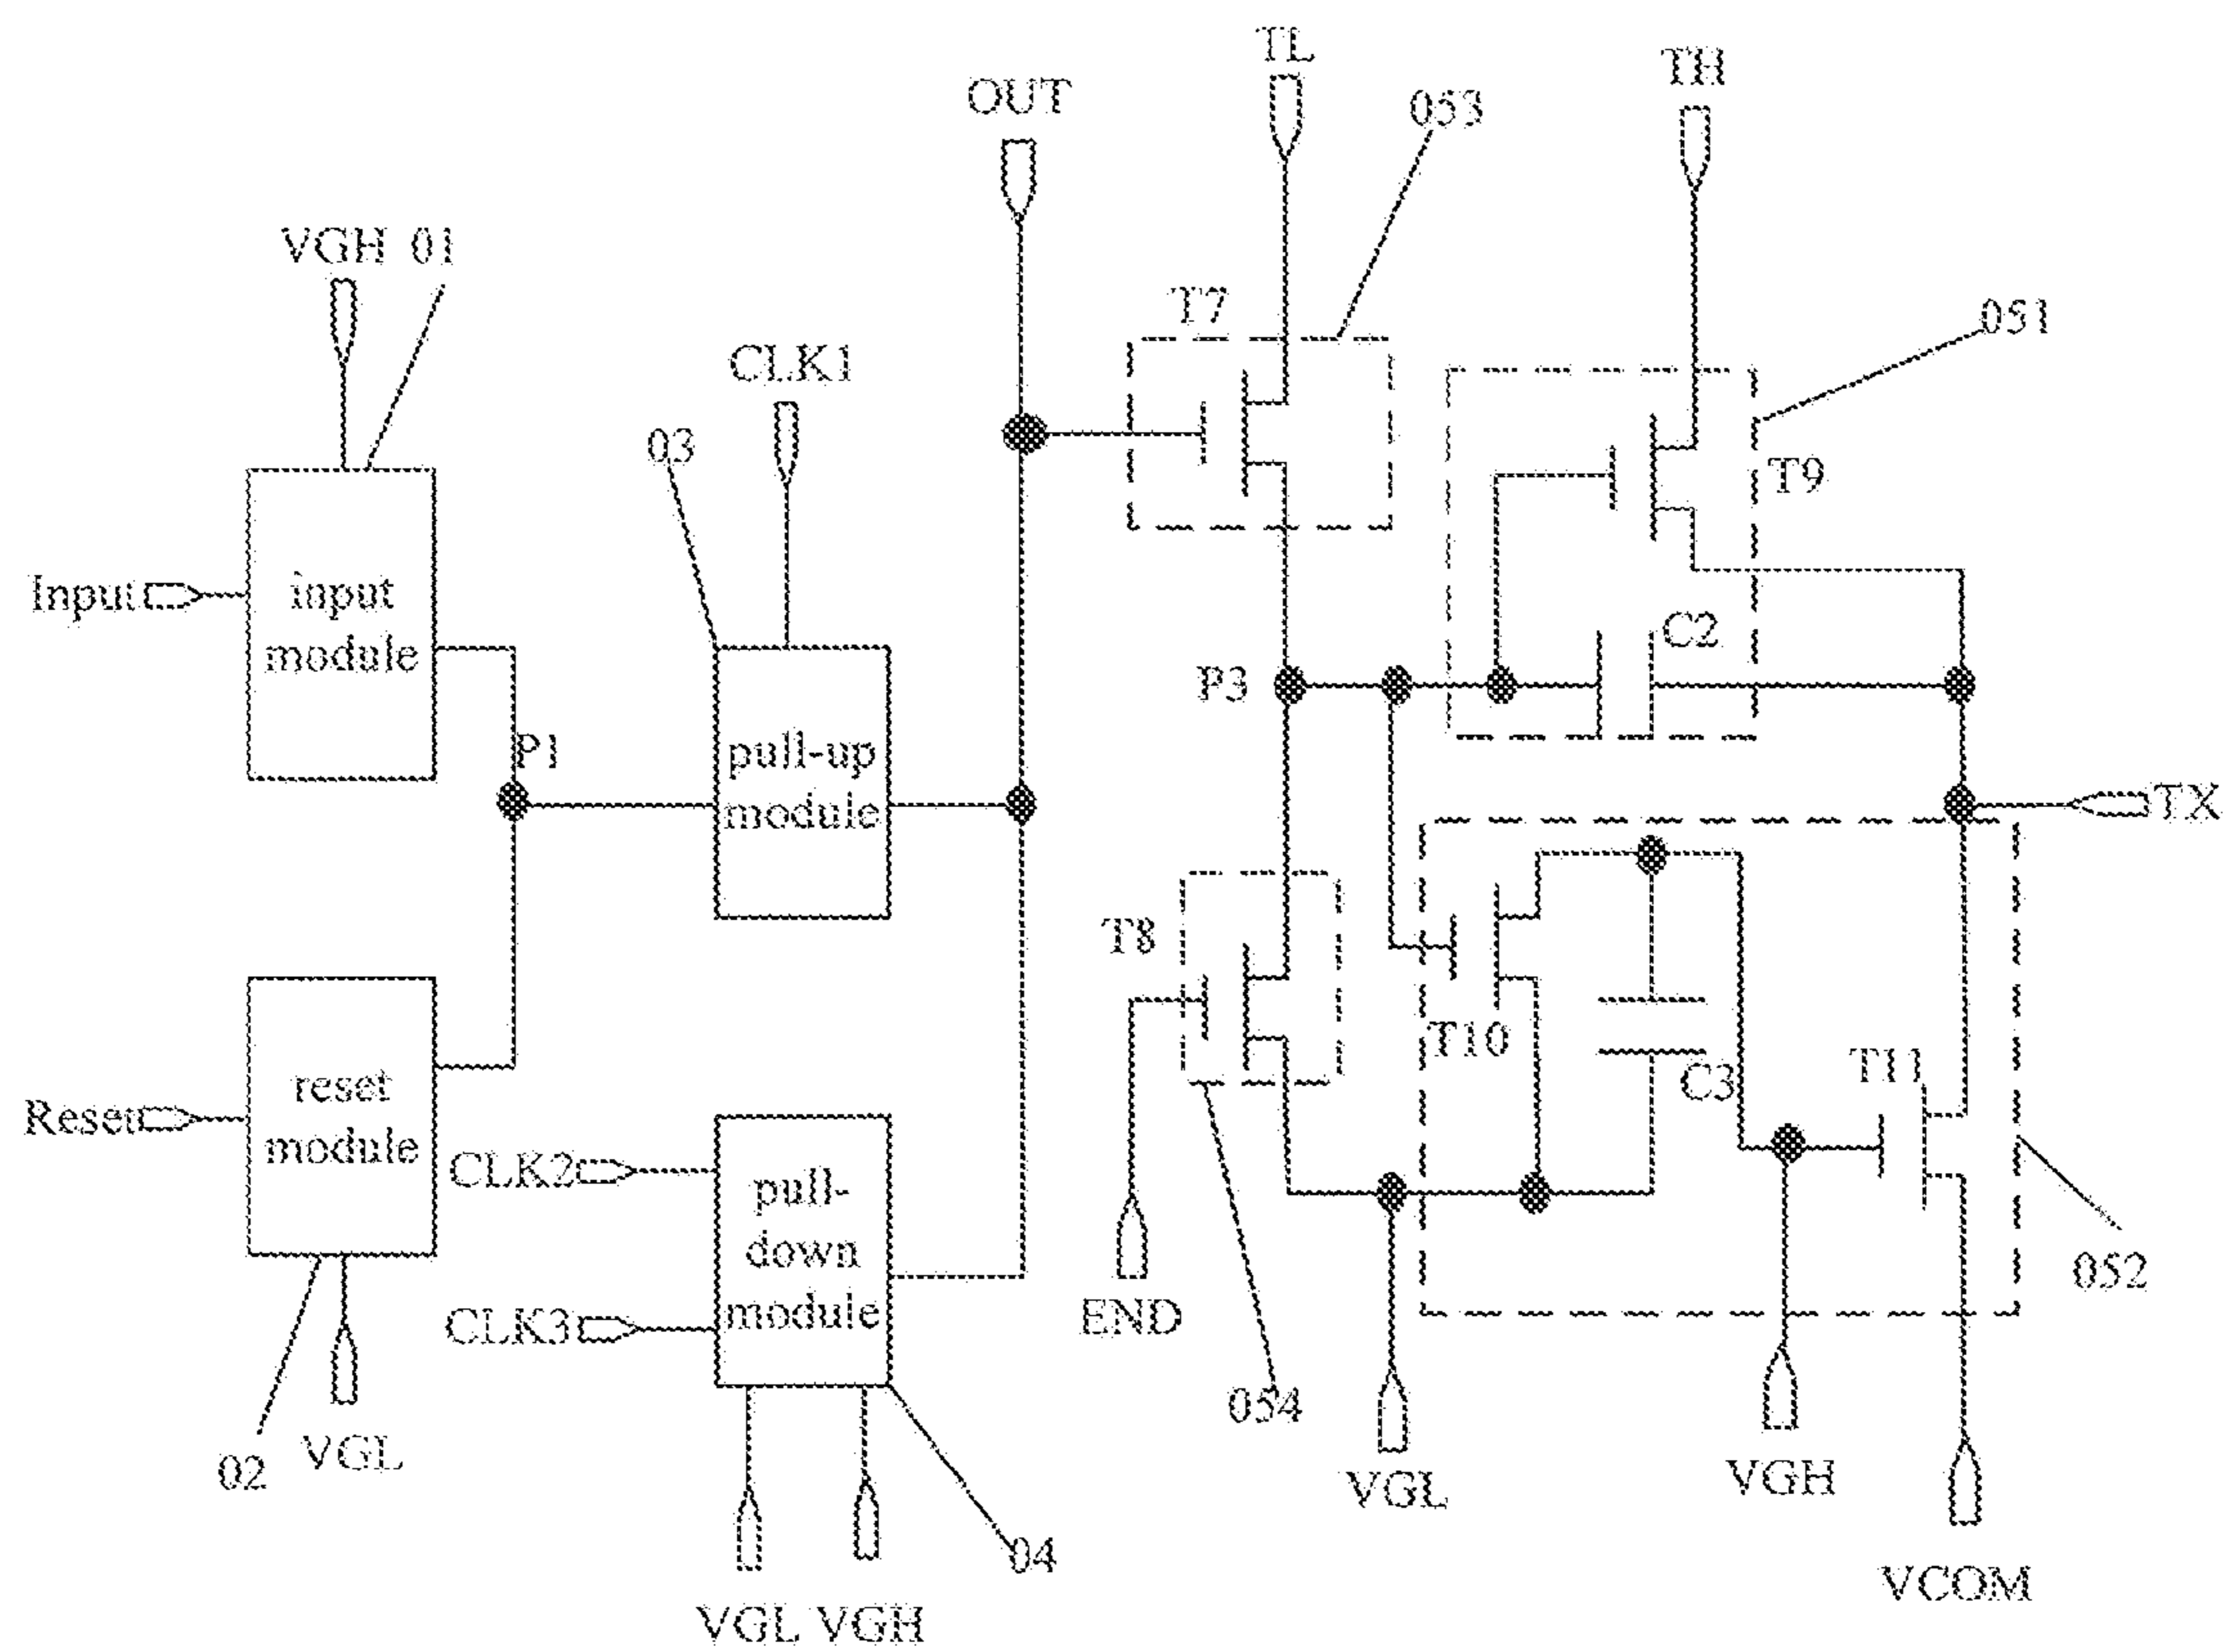 TL
TH
OUT
053
VGH 01
T7
051
CLK1
03
T9
Input
input
module
C2
P3
P1
pull-up
module
TX
T8
T10
reset
module
Reset
C3
T11
CLK2
pull-
down
module
052
CLK3
END
054
02
VGL
VGL
VGH
04
VCOM
VGL VGH